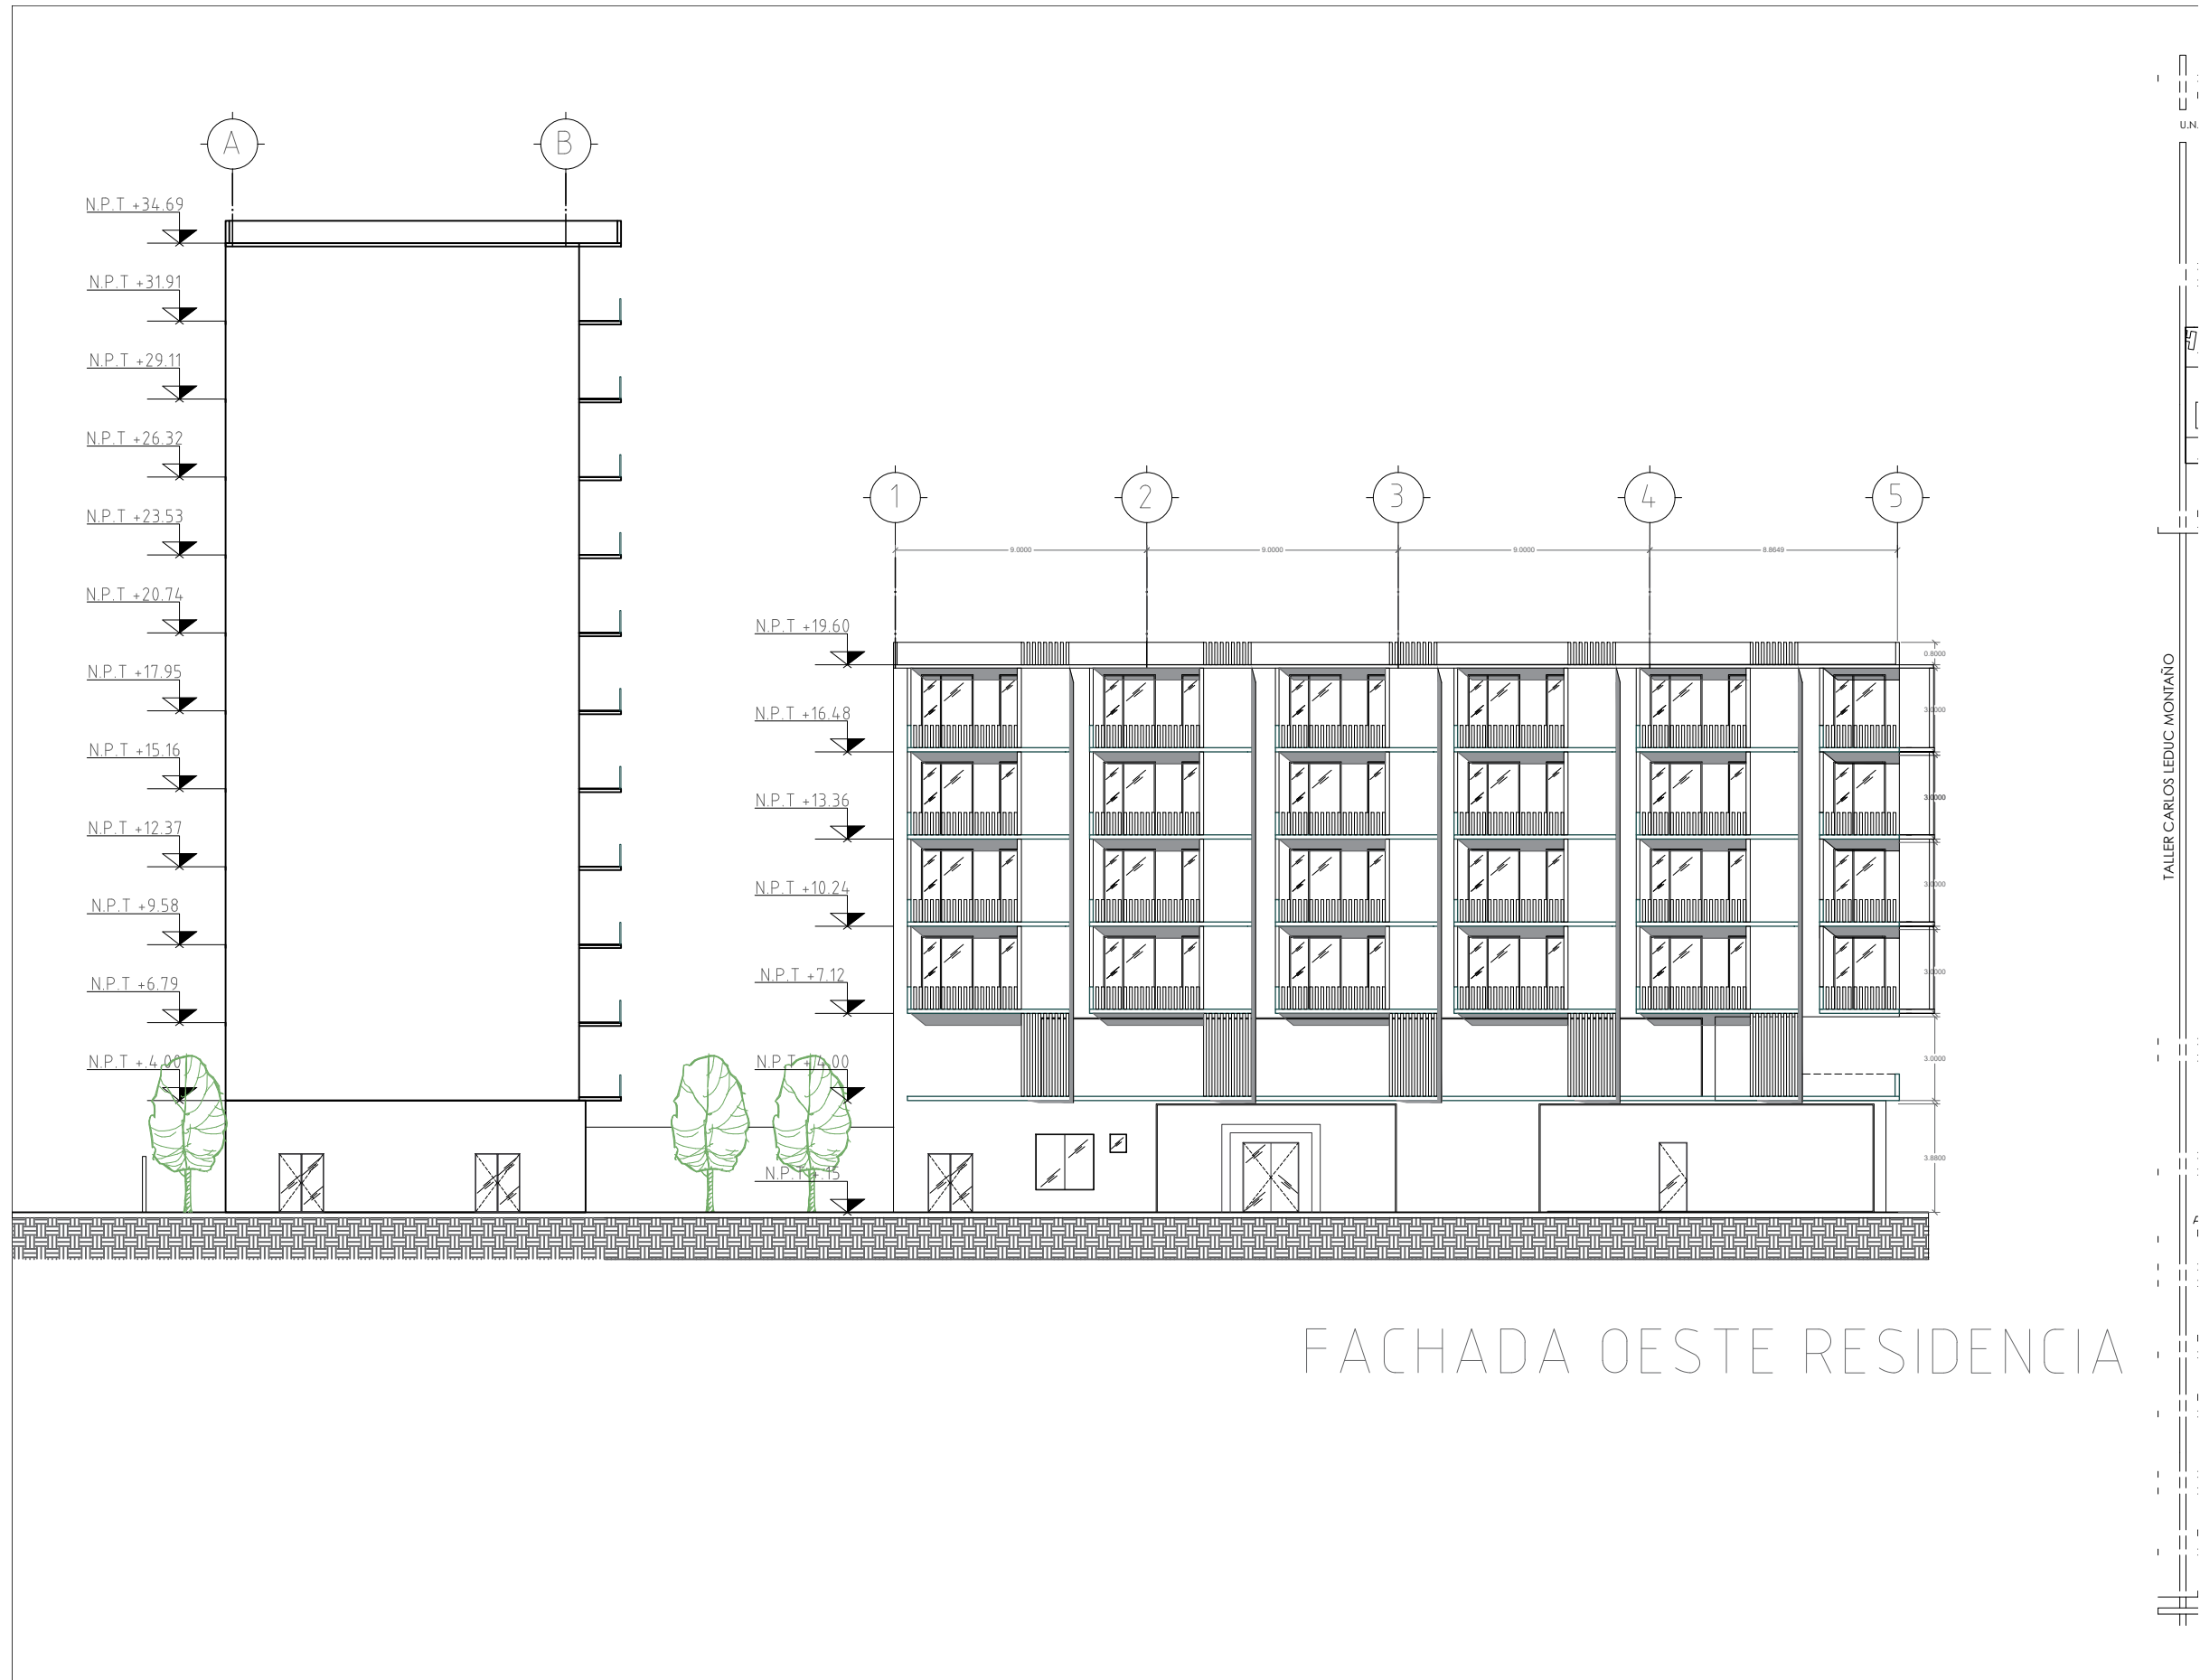 A
B
N.P.T +34.69
N.P.T +31.91
N.P.T +29.11
N.P.T +26.32
N.P.T +23.53
N.P.T +20.74
N.P.T +17.95
N.P.T +15.16
N.P.T +12.37
N.P.T +9.58
N.P.T +6.79
N.P.T +.4.00
1
2
3
4
5
9.0000
9.0000
9.0000
8.8649
N.P.T +19.60
N.P.T +16.48
N.P.T +13.36
N.P.T +10.24
N.P.T +7.12
N.P.T +4.00
N.P.T +.15
0.8000
3.0000
3.0000
3.0000
3.0000
3.0000
3.8800
FACHADA OESTE RESIDENCIA
TALLER CARLOS LEDUC MONTAÑO
U.N.